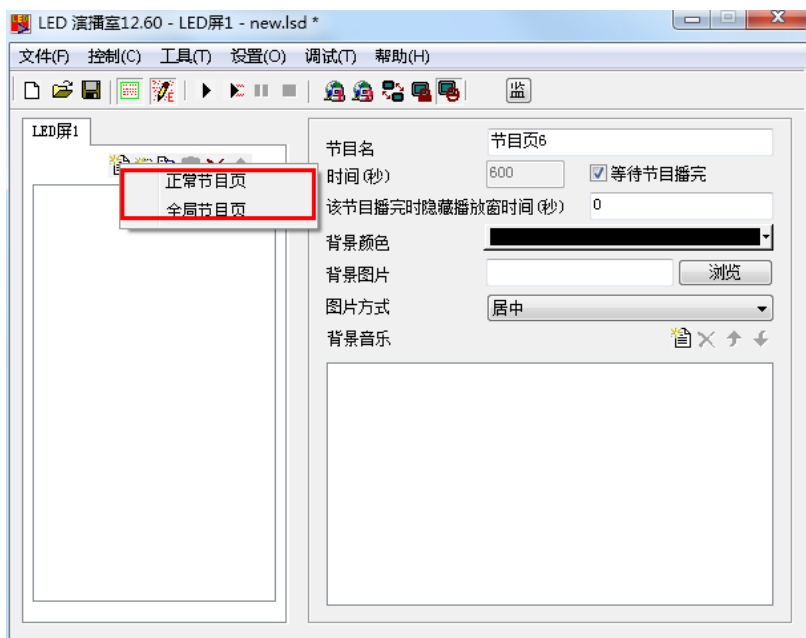 LED 演播室12.60 - LED屏1 - new.lsd *
文件(F) 控制(C) 工具(T) 设置(O) 调试(T) 帮助(H)
监
LED屏1
正常节目页
全局节目页
节目名 节目页6
时间(秒) 600 等待节目播完
该节目播完时隐藏播放窗时间(秒) 0
背景颜色
背景图片 浏览
图片方式 居中
背景音乐